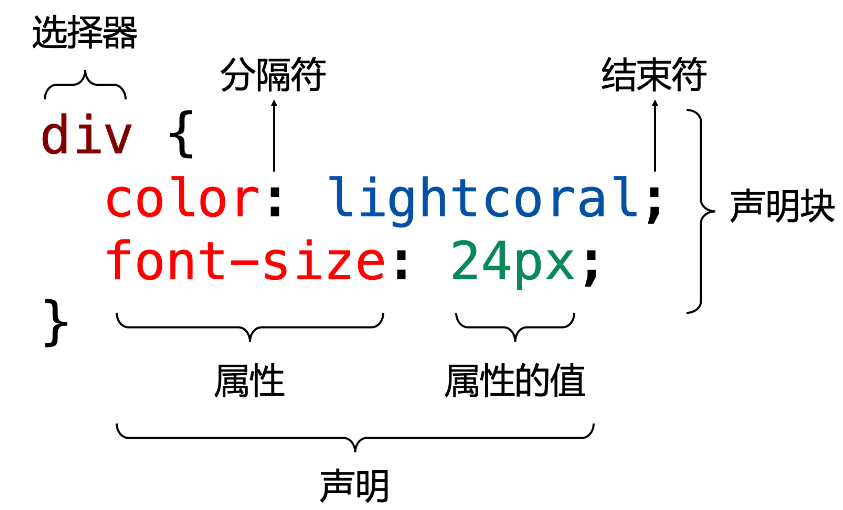 选择器
分隔符 结束符
div {
color: lightcoral;
声明块
font-size: 24px;
}
属性 属性的值
声明